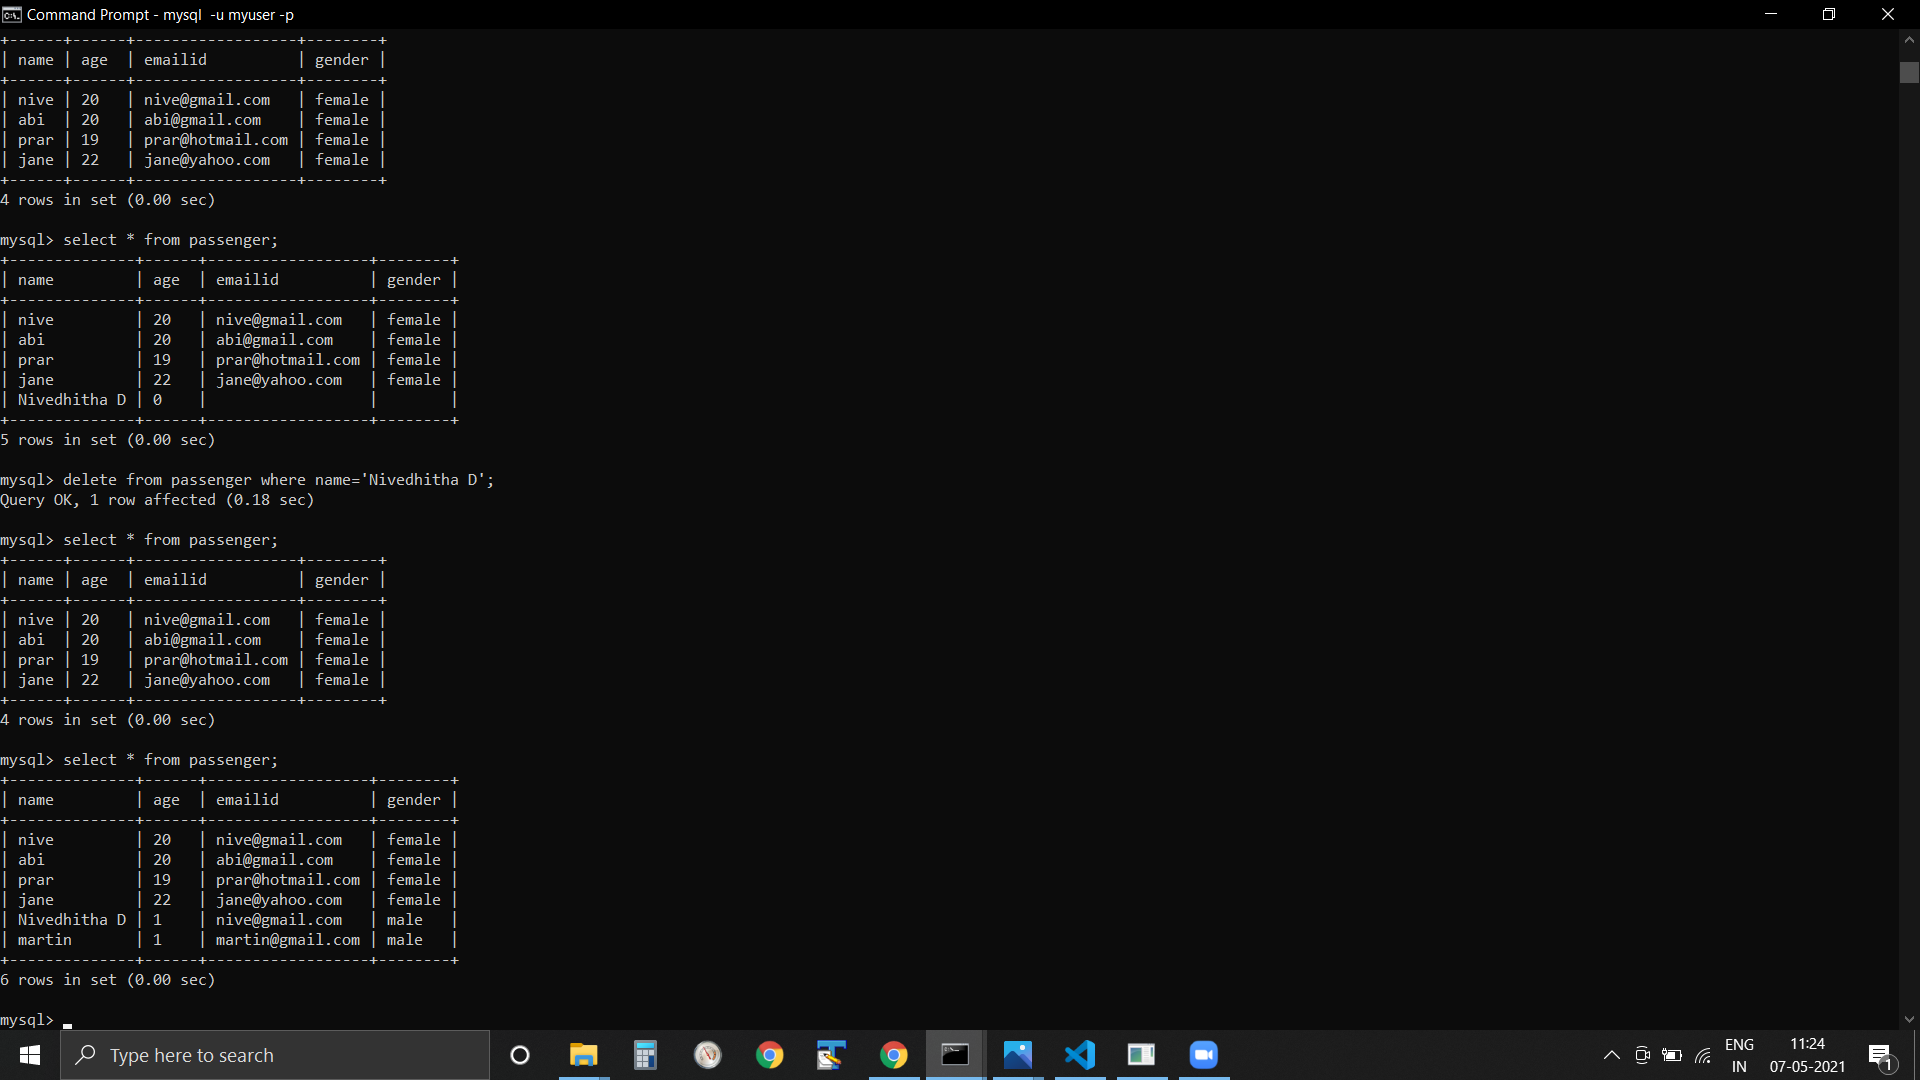 Command Prompt - mysql  -u myuser -p
+------+------+------------------+--------+
| name | age  | emailid          | gender |
+------+------+------------------+--------+
| nive | 20   | nive@gmail.com   | female |
| abi  | 20   | abi@gmail.com    | female |
| prar | 19   | prar@hotmail.com | female |
| jane | 22   | jane@yahoo.com   | female |
+------+------+------------------+--------+
4 rows in set (0.00 sec)
mysql> select * from passenger;
+--------------+------+------------------+--------+
| name         | age  | emailid          | gender |
+--------------+------+------------------+--------+
| nive         | 20   | nive@gmail.com   | female |
| abi          | 20   | abi@gmail.com    | female |
| prar         | 19   | prar@hotmail.com | female |
| jane         | 22   | jane@yahoo.com   | female |
| Nivedhitha D | 0    |                  |        |
+--------------+------+------------------+--------+
5 rows in set (0.00 sec)
mysql> delete from passenger where name='Nivedhitha D';
Query OK, 1 row affected (0.18 sec)
mysql> select * from passenger;
+------+------+------------------+--------+
| name | age  | emailid          | gender |
+------+------+------------------+--------+
| nive | 20   | nive@gmail.com   | female |
| abi  | 20   | abi@gmail.com    | female |
| prar | 19   | prar@hotmail.com | female |
| jane | 22   | jane@yahoo.com   | female |
+------+------+------------------+--------+
4 rows in set (0.00 sec)
mysql> select * from passenger;
+--------------+------+------------------+--------+
| name         | age  | emailid          | gender |
+--------------+------+------------------+--------+
| nive         | 20   | nive@gmail.com   | female |
| abi          | 20   | abi@gmail.com    | female |
| prar         | 19   | prar@hotmail.com | female |
| jane         | 22   | jane@yahoo.com   | female |
| Nivedhitha D | 1    | nive@gmail.com   | male   |
| martin       | 1    | martin@gmail.com | male   |
+--------------+------+------------------+--------+
6 rows in set (0.00 sec)
mysql> 
Type here to search
ENG
IN
11:24
07-05-2021
1